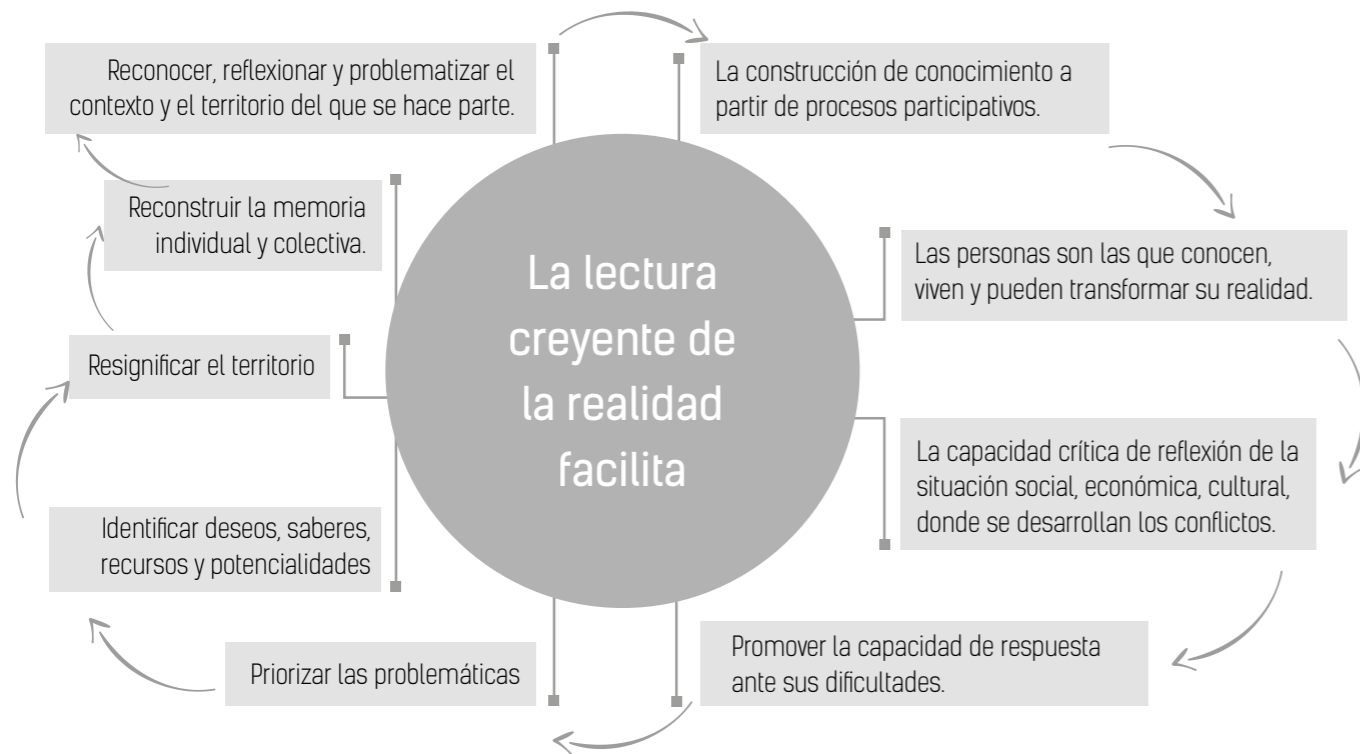 Reconocer, reflexionar y problematizar el
contexto y el territorio del que se hace parte.
La construcción de conocimiento a
partir de procesos participativos.
Las personas son las que conocen,
viven y pueden transformar su realidad.
La capacidad crítica de reflexión de la
situación social, económica, cultural,
donde se desarrollan los conflictos.
Promover la capacidad de respuesta
ante sus dificultades.
Priorizar las problemáticas
Identificar deseos, saberes,
recursos y potencialidades
Resignificar el territorio
Reconstruir la memoria
individual y colectiva.
La lectura
creyente de
la realidad
facilita